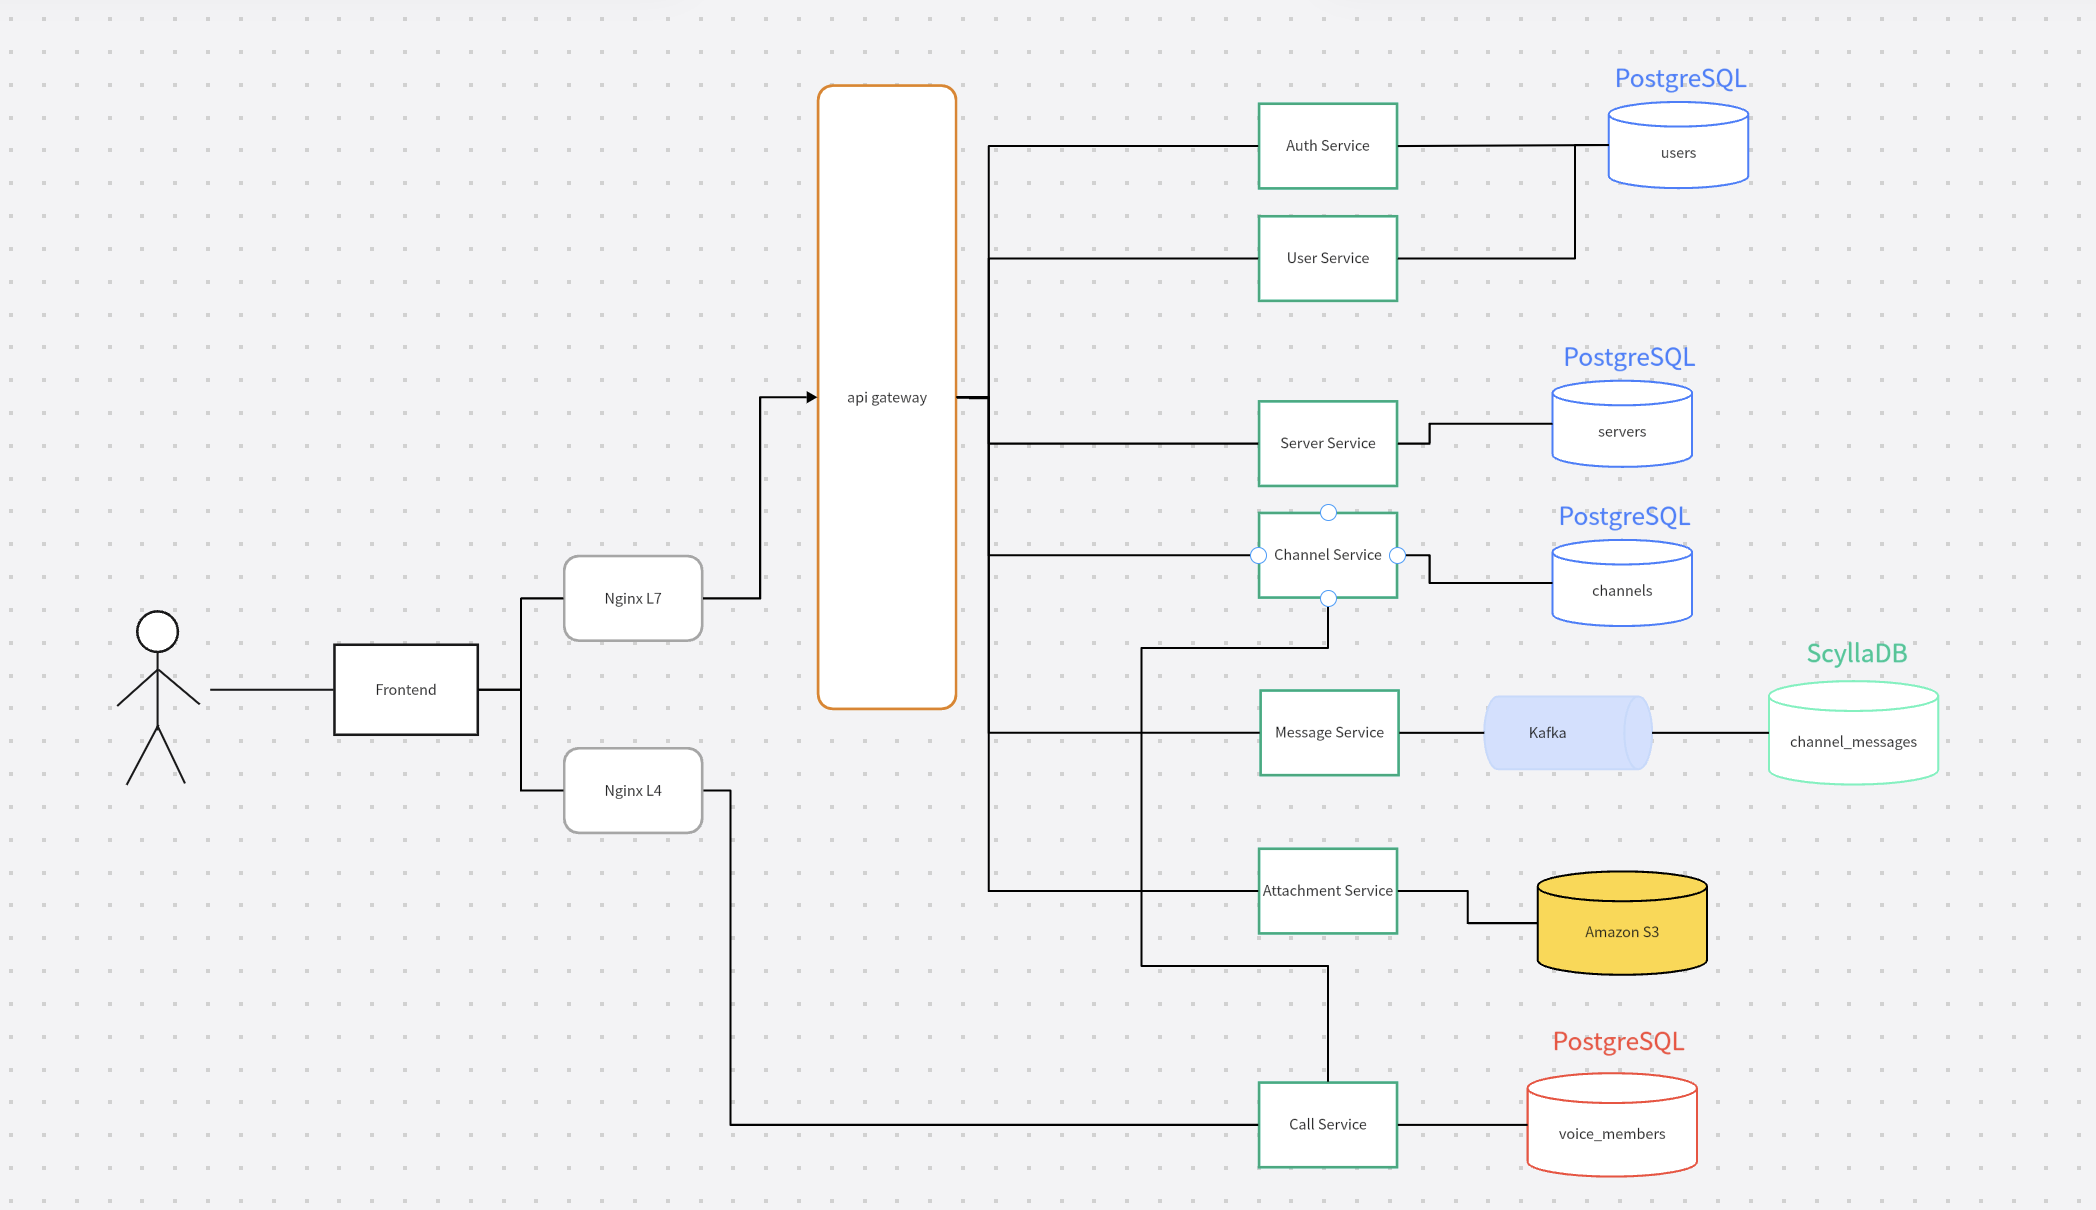 PostgreSQL
Auth Service
users
User Service
PostgreSQL
api gateway
servers
Server Service
PostgreSQL
Channel Service
channels
Nginx L7
ScyllaDB
Frontend
Message Service
Kafka
channel_messages
Nginx L4
Attachment Service
Amazon S3
PostgreSQL
Call Service
voice_members